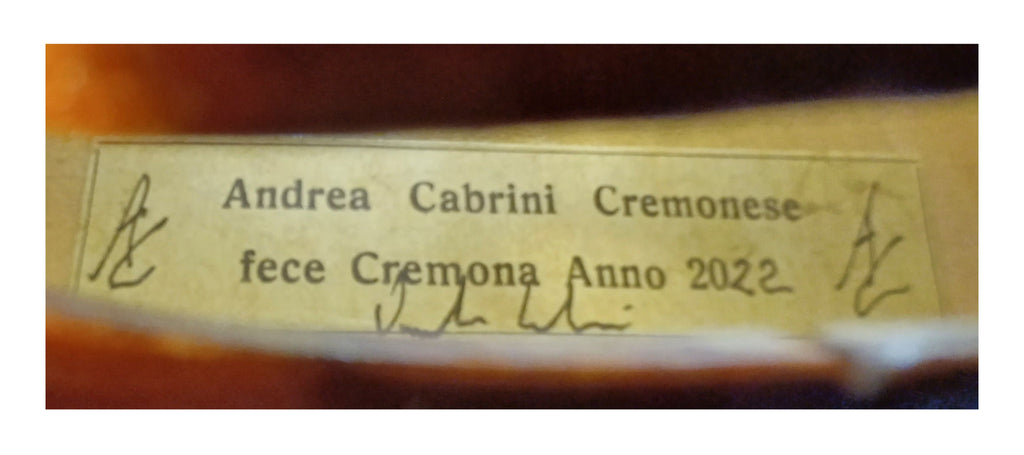 Andrea Cabrini Cremonese
fece Cremona Anno 2022